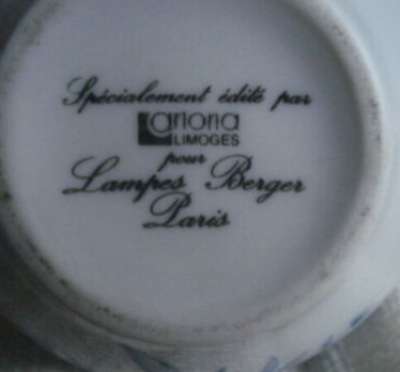 Spécialement édité par
artoria
LIMOGES
pour
Lampes Berger
Paris